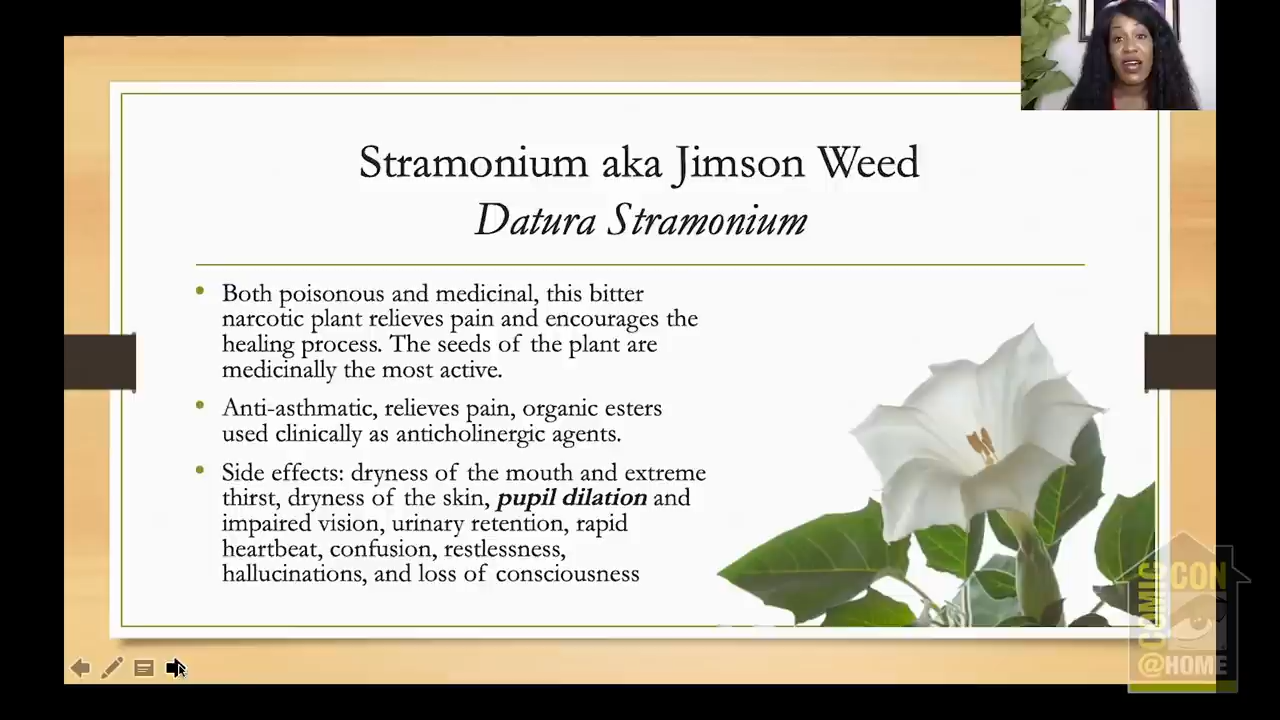 Stramonium aka Jimson Weed
Datura Stramonium
• Both poisonous and medicinal, this bitter
narcotic plant relieves pain and encourages the
healing process. The seeds of the plant are
medicinally the most active.
• Anti-asthmatic, relieves pain, organic esters
used clinically as anticholinergic agents.
• Side effects: dryness of the mouth and extreme
thirst, dryness of the skin, pupil dilation and
impaired vision, urinary retention, rapid
heartbeat, confusion, restlessness,
hallucinations, and loss of consciousness
COMIC
CON
@HOME